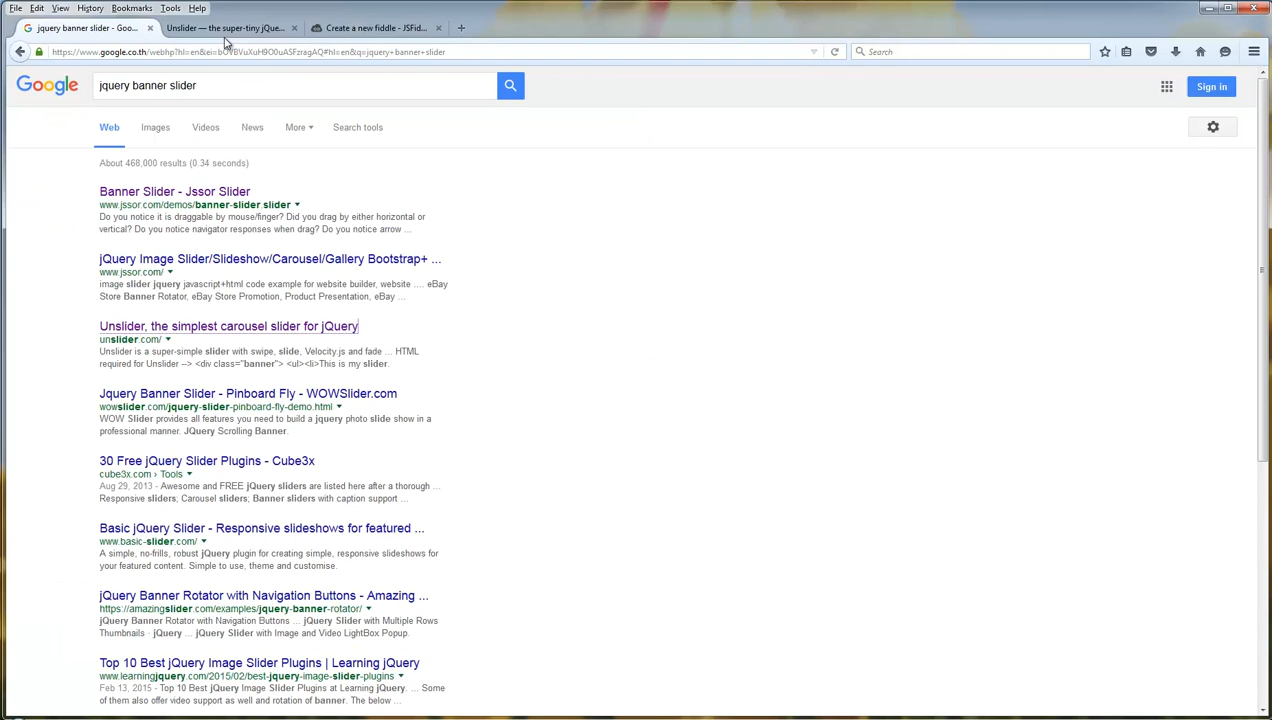 File Edit View History Bookmarks Tools Help
jquery banner slider - Goo... × Unslider — the super-tiny jQue... × Create a new fiddle - JSFid... × +
https://www.google.co.th/webhp?hl=en&ei= #hl=en&q=jquery+banner+slider Search
Google jquery banner slider Sign in
Web Images Videos News More Search tools
About 468,000 results (0.34 seconds)
Banner Slider - Jssor Slider
www.jssor.com/demos/banner-slider.slider
Do you notice it is draggable by mouse/finger? Did you drag by either horizontal or
vertical? Do you notice navigator responses when drag? Do you notice arrow ...
jQuery Image Slider/Slideshow/Carousel/Gallery Bootstrap+ ...
www.jssor.com/
image slider jquery javascript+html code example for website builder, website .... eBay
Store Banner Rotator, eBay Store Promotion, Product Presentation, eBay ...
Unslider, the simplest carousel slider for jQuery
unslider.com/
Unslider is a super-simple slider with swipe, slide, Velocity.js and fade ... HTML
required for Unslider --> <div class="banner"> <ul><li>This is my slider.
Jquery Banner Slider - Pinboard Fly - WOWSlider.com
wowslider.com/jquery-slider-pinboard-fly-demo.html
WOW Slider provides all features you need to build a jquery photo slide show in a
professional manner. JQuery Scrolling Banner.
30 Free jQuery Slider Plugins - Cube3x
cube3x.com › Tools
Aug 29, 2013 - Awesome and FREE jQuery sliders are listed here after a thorough ...
Responsive sliders; Carousel sliders; Banner sliders with caption support ...
Basic jQuery Slider - Responsive slideshows for featured ...
www.basic-slider.com/
A simple, no-frills, robust jQuery plugin for creating simple, responsive slideshows for
your featured content. Simple to use, theme and customise.
jQuery Banner Rotator with Navigation Buttons - Amazing ...
https://amazingslider.com/examples/jquery-banner-rotator/
jQuery Banner Rotator with Navigation Buttons ... jQuery Slider with Multiple Rows
Thumbnails · jQuery ... jQuery Slider with Image and Video LightBox Popup.
Top 10 Best jQuery Image Slider Plugins | Learning jQuery
www.learningjquery.com/2015/02/best-jquery-image-slider-plugins
Feb 13, 2015 - Top 10 Best jQuery Image Slider Plugins at Learning jQuery. ... Some
of them also offer video support as well and rotation of banner. The below ...